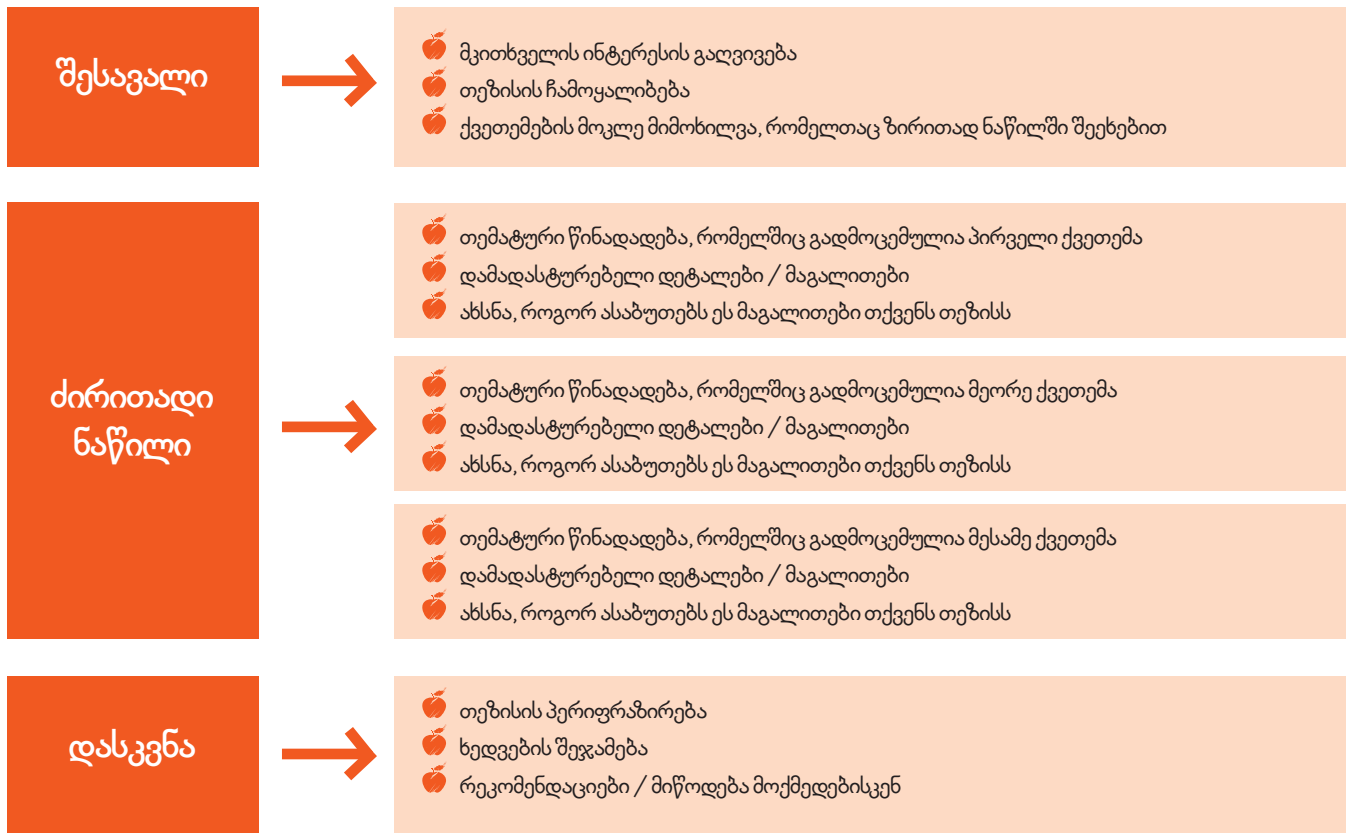 შესავალი
მკითხველის ინტერესის გაღვივება
თეზისის ჩამოყალიბება
ქვეთემების მოკლე მიმოხილვა, რომელთაც ზირითად ნაწილში შეეხებით
ძირითადი
ნაწილი
თემატური წინადადება, რომელშიც გადმოცემულია პირველი ქვეთემა
დამადასტურებელი დეტალები / მაგალითები
ახსნა, როგორ ასაბუთებს ეს მაგალითები თქვენს თეზისს
თემატური წინადადება, რომელშიც გადმოცემულია მეორე ქვეთემა
დამადასტურებელი დეტალები / მაგალითები
ახსნა, როგორ ასაბუთებს ეს მაგალითები თქვენს თეზისს
თემატური წინადადება, რომელშიც გადმოცემულია მესამე ქვეთემა
დამადასტურებელი დეტალები / მაგალითები
ახსნა, როგორ ასაბუთებს ეს მაგალითები თქვენს თეზისს
დასკვნა
თეზისის პერიფრაზირება
ხედვების შეჯამება
რეკომენდაციები / მიწოდება მოქმედებისკენ